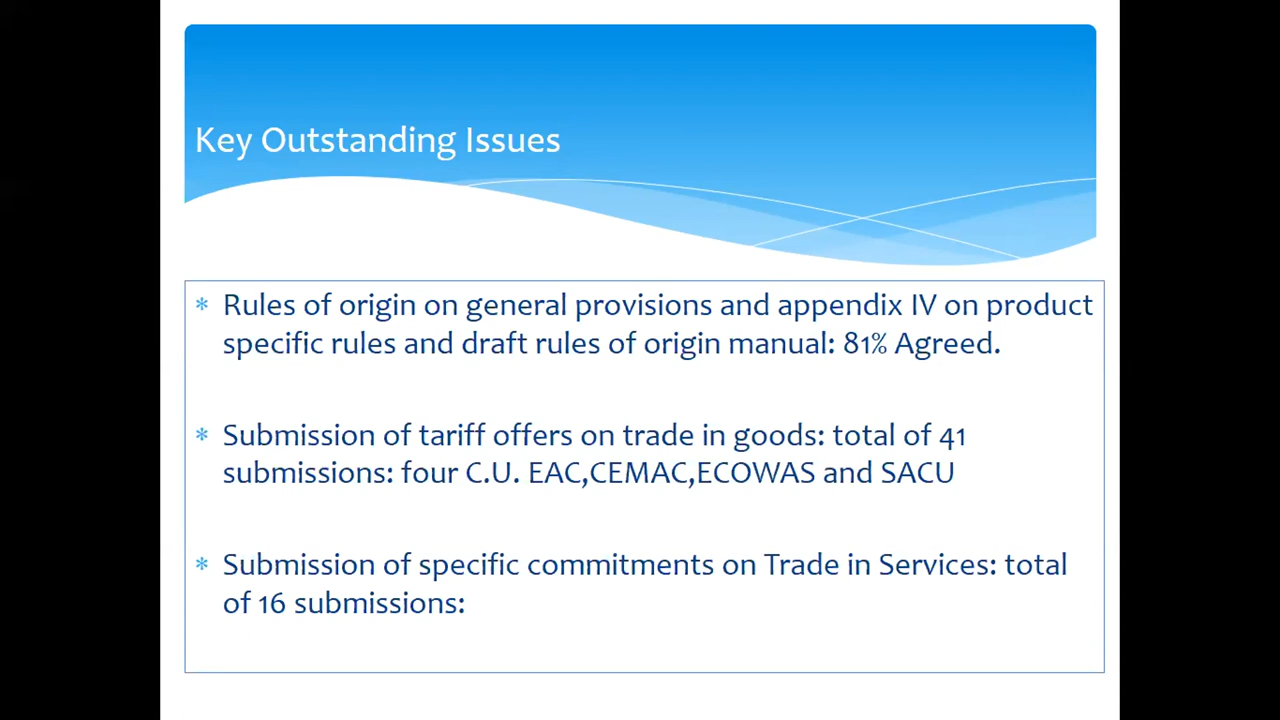 Key Outstanding Issues
* Rules of origin on general provisions and appendix IV on product
specific rules and draft rules of origin manual: 81% Agreed.
* Submission of tariff offers on trade in goods: total of 41
submissions: four C.U. EAC,CEMAC,ECOWAS and SACU
* Submission of specific commitments on Trade in Services: total
of 16 submissions: